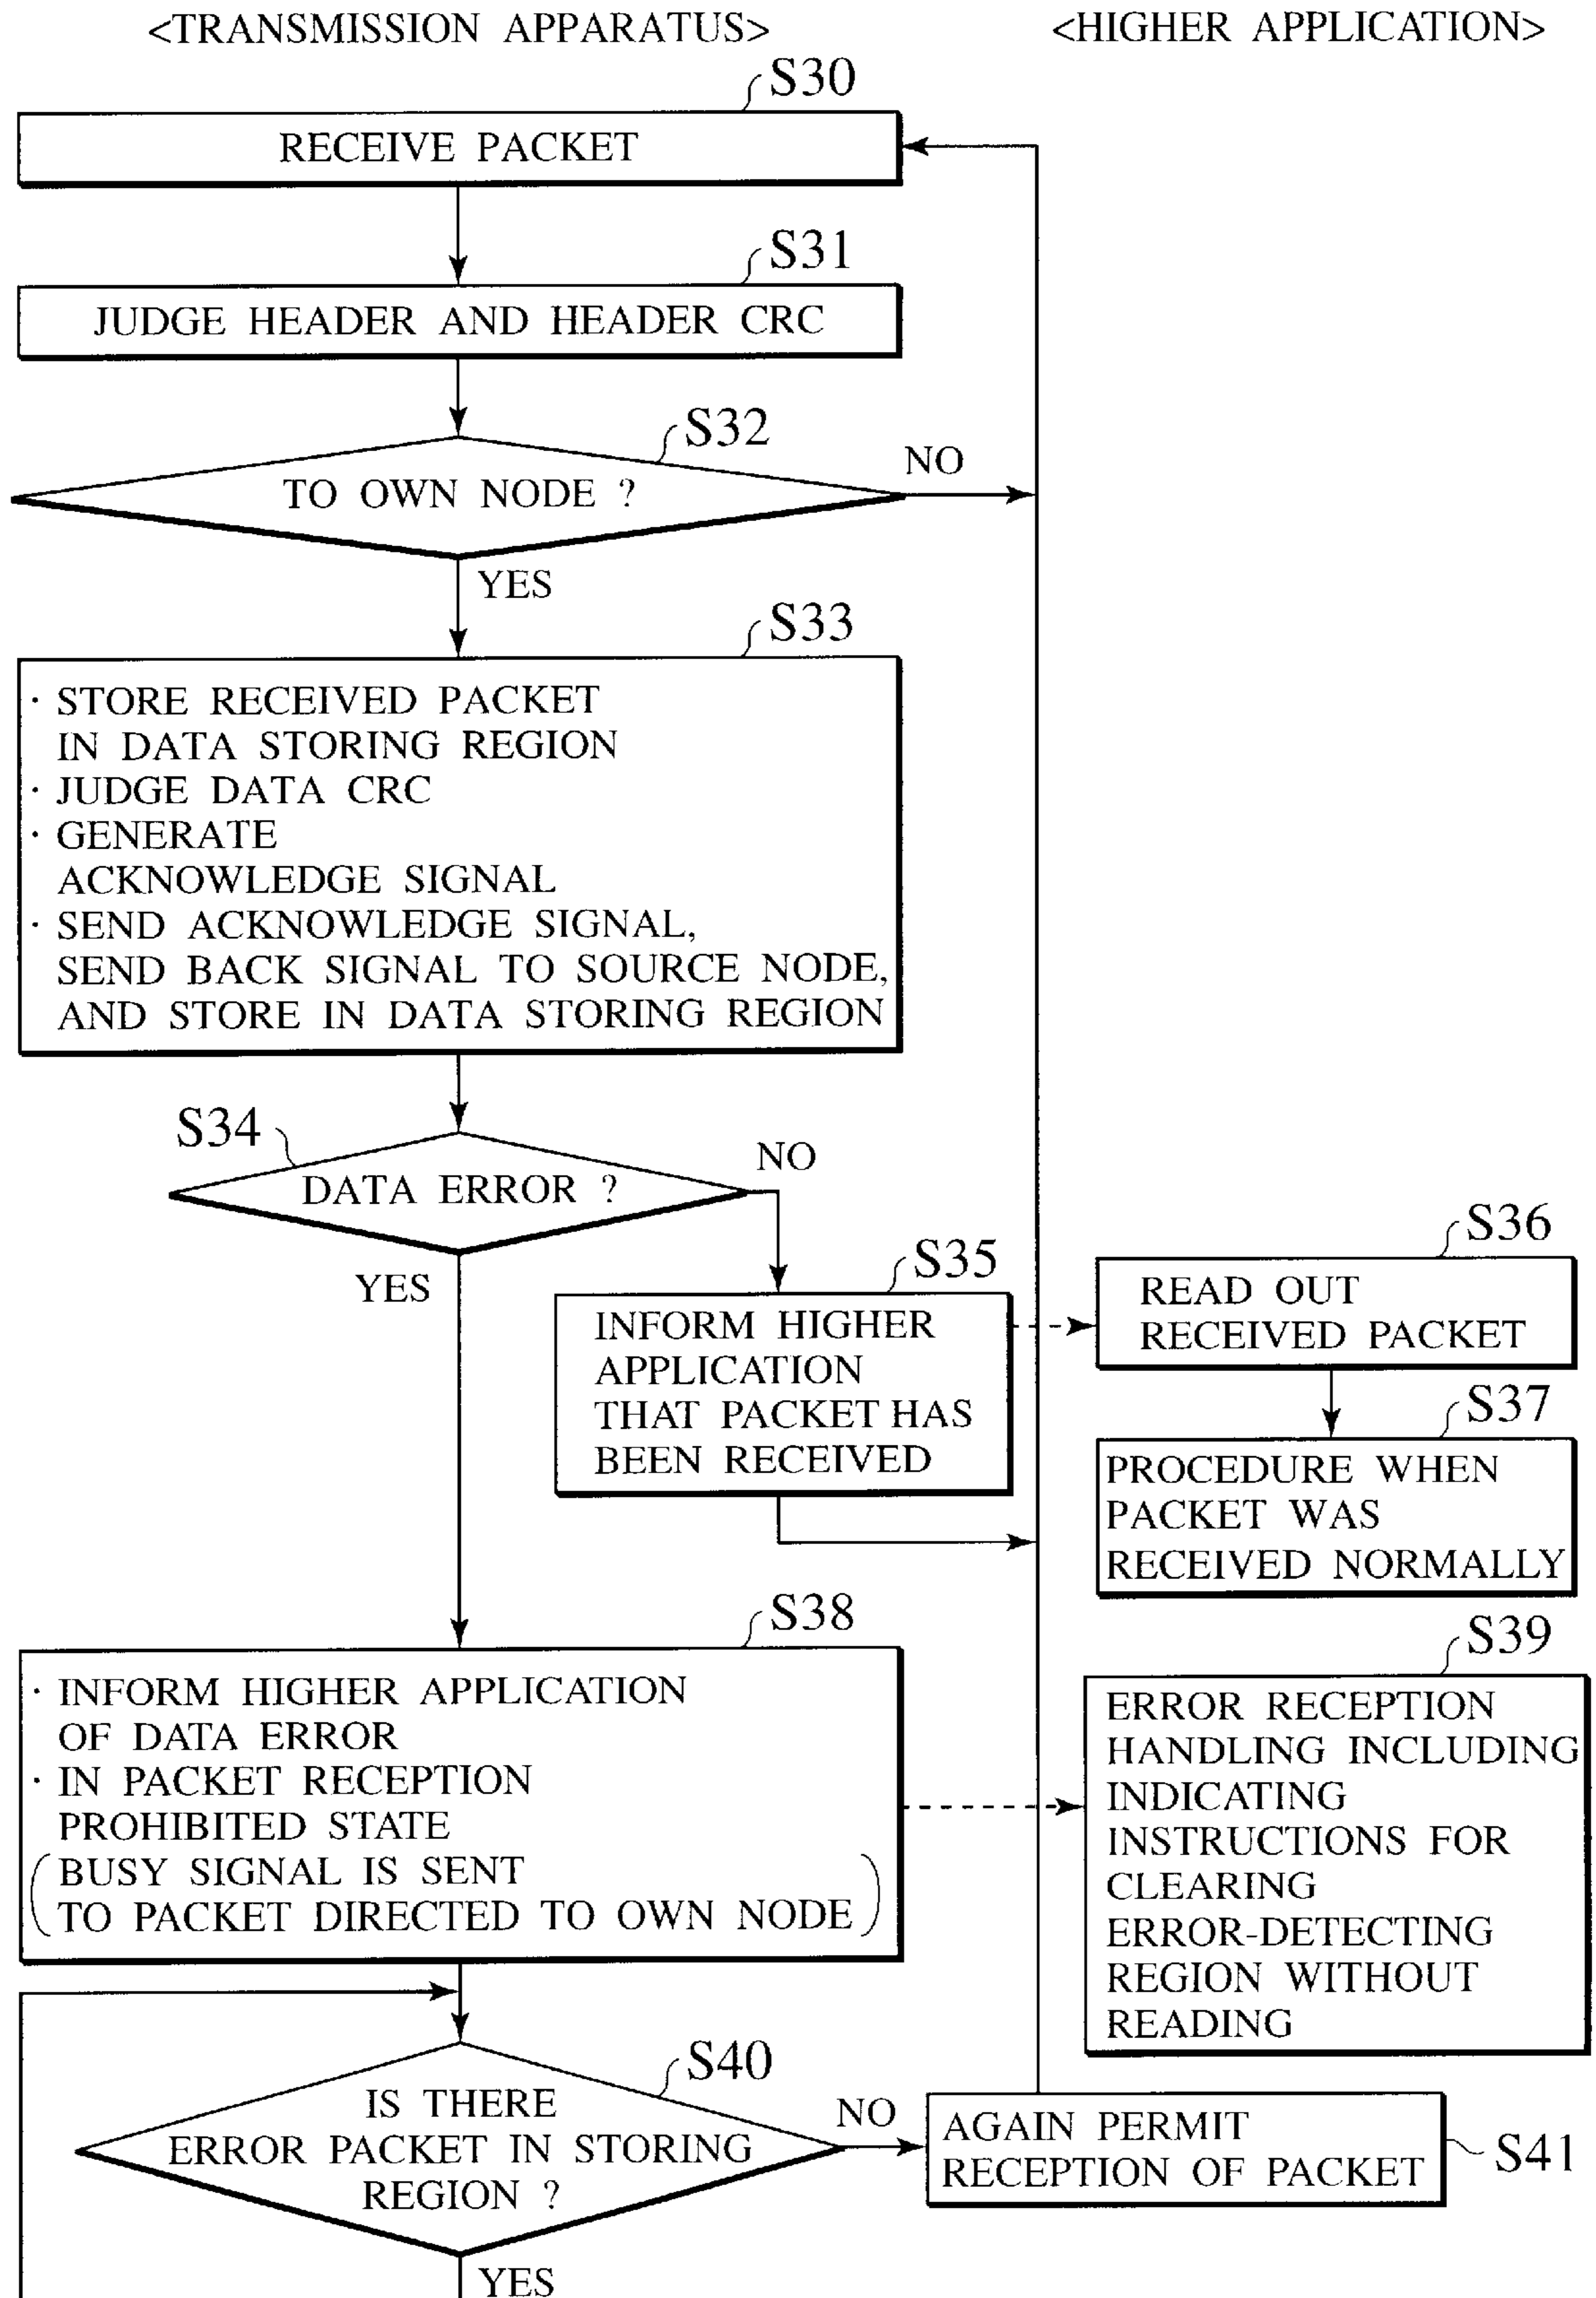 <TRANSMISSION APPARATUS>
<HIGHER APPLICATION>
S30
RECEIVE PACKET
S31
JUDGE HEADER AND HEADER CRC
S32
TO OWN NODE ?
NO
YES
S33
· STORE RECEIVED PACKET
IN DATA STORING REGION
· JUDGE DATA CRC
· GENERATE
ACKNOWLEDGE SIGNAL
· SEND ACKNOWLEDGE SIGNAL,
SEND BACK SIGNAL TO SOURCE NODE,
AND STORE IN DATA STORING REGION
S34
DATA ERROR ?
NO
YES
S35
INFORM HIGHER
APPLICATION
THAT PACKET HAS
BEEN RECEIVED
S36
READ OUT
RECEIVED PACKET
S37
PROCEDURE WHEN
PACKET WAS
RECEIVED NORMALLY
S38
· INFORM HIGHER APPLICATION
OF DATA ERROR
· IN PACKET RECEPTION
PROHIBITED STATE
(BUSY SIGNAL IS SENT
TO PACKET DIRECTED TO OWN NODE)
S39
ERROR RECEPTION
HANDLING INCLUDING
INDICATING
INSTRUCTIONS FOR
CLEARING
ERROR-DETECTING
REGION WITHOUT
READING
S40
IS THERE
ERROR PACKET IN STORING
REGION ?
NO
YES
AGAIN PERMIT
RECEPTION OF PACKET
S41